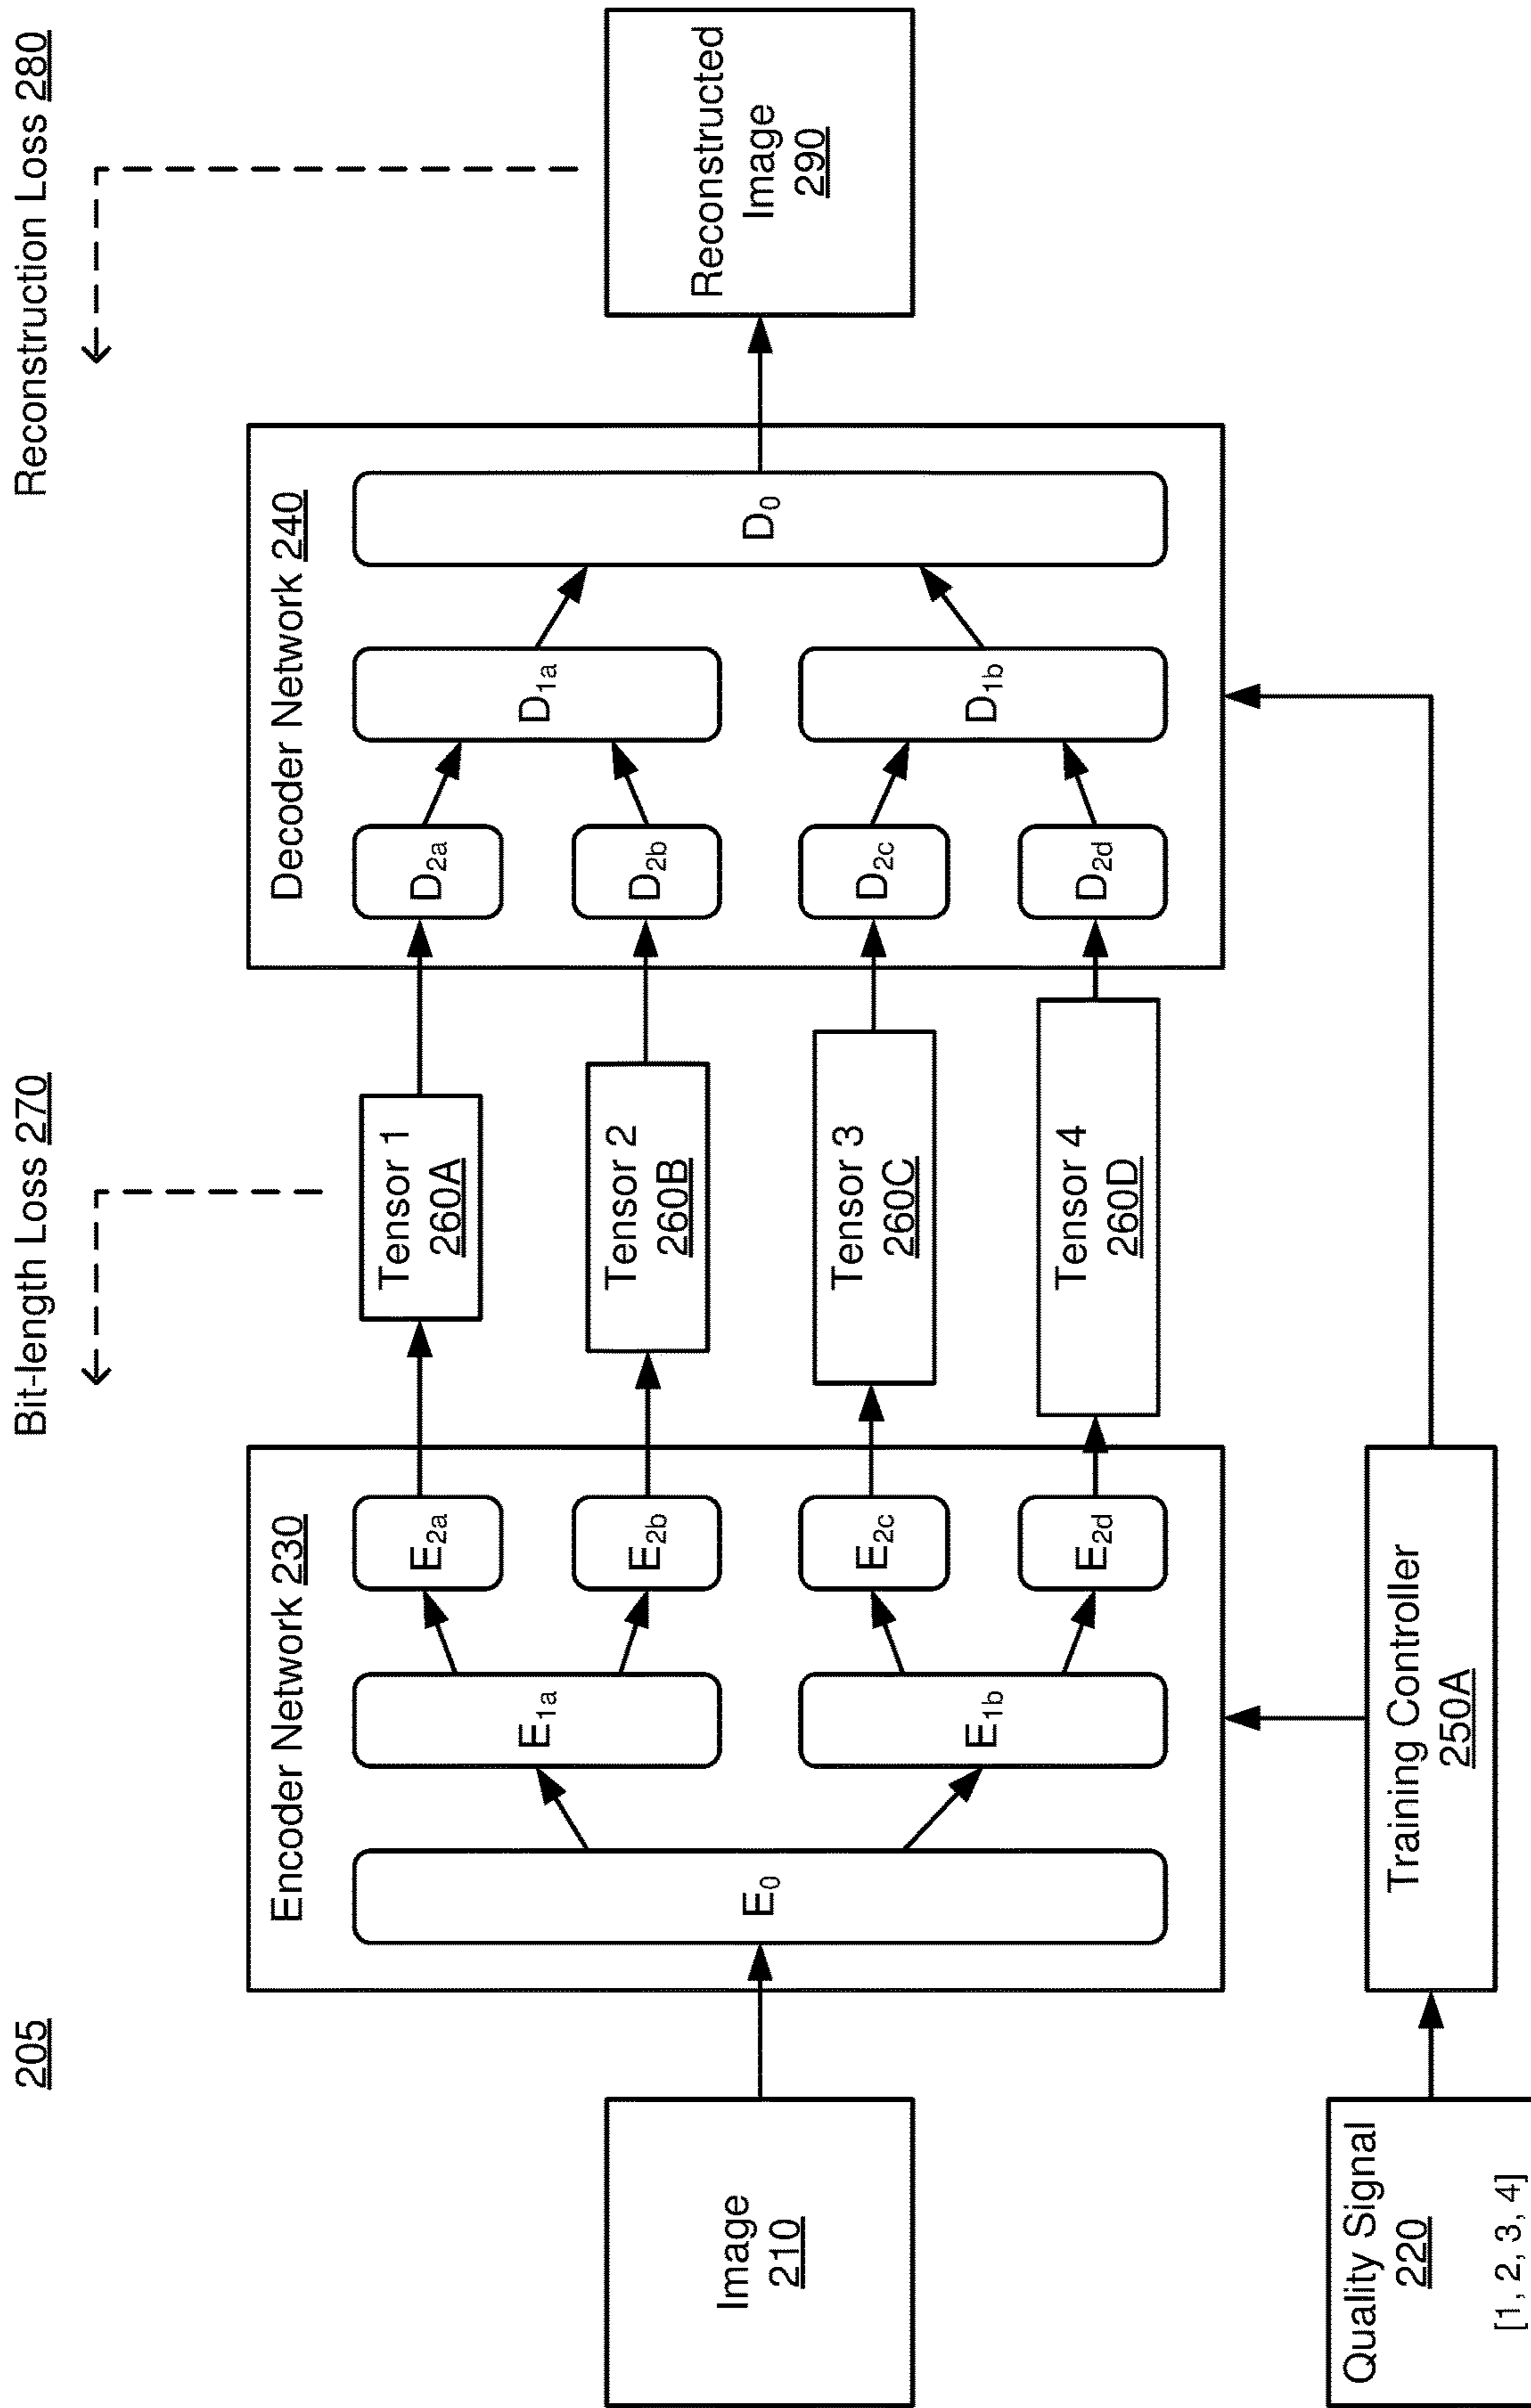 205
Bit-length Loss 270
Reconstruction Loss 280
Image
210
Encoder Network 230
E0
E1a
E1b
E2a
E2b
E2c
E2d
Tensor 1
260A
Tensor 2
260B
Tensor 3
260C
Tensor 4
260D
Decoder Network 240
D2a
D2b
D2c
D2d
D1a
D1b
D0
Reconstructed
Image
290
Quality Signal
220
[1, 2, 3, 4]
Training Controller
250A